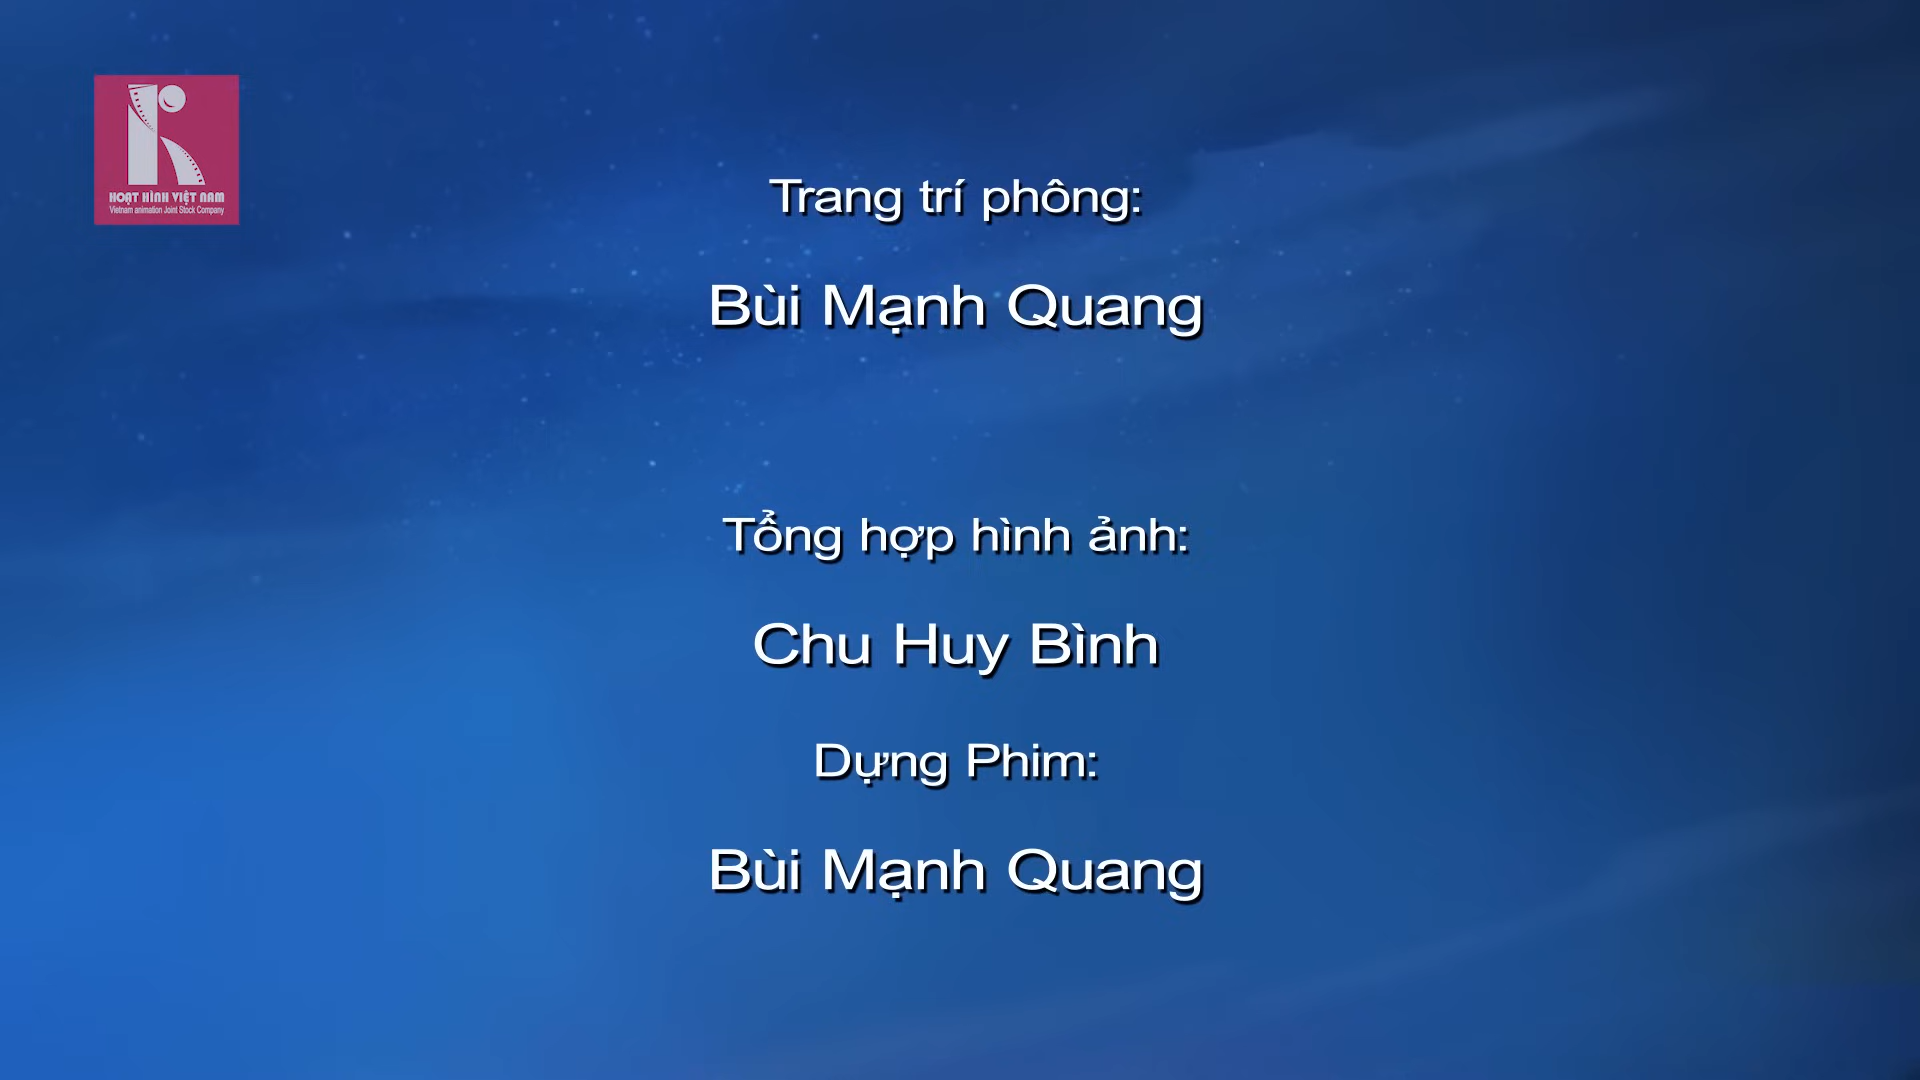 HOẠT HÌNH VIỆT NAM
Vietnam animation Joint Stock Company
Trang trí phông:
Bùi Mạnh Quang
Tổng hợp hình ảnh:
Chu Huy Bình
Dựng Phim:
Bùi Mạnh Quang